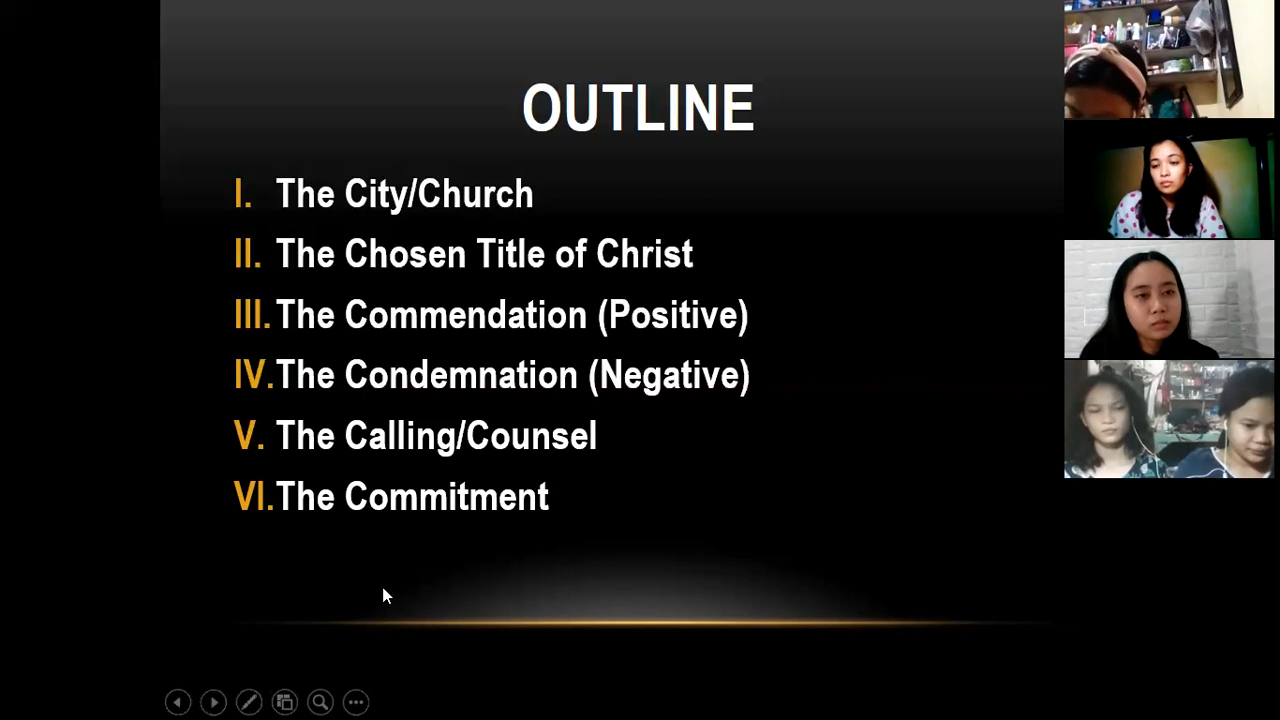 OUTLINE
I. The City/Church
II. The Chosen Title of Christ
III. The Commendation (Positive)
IV. The Condemnation (Negative)
V. The Calling/Counsel
VI. The Commitment